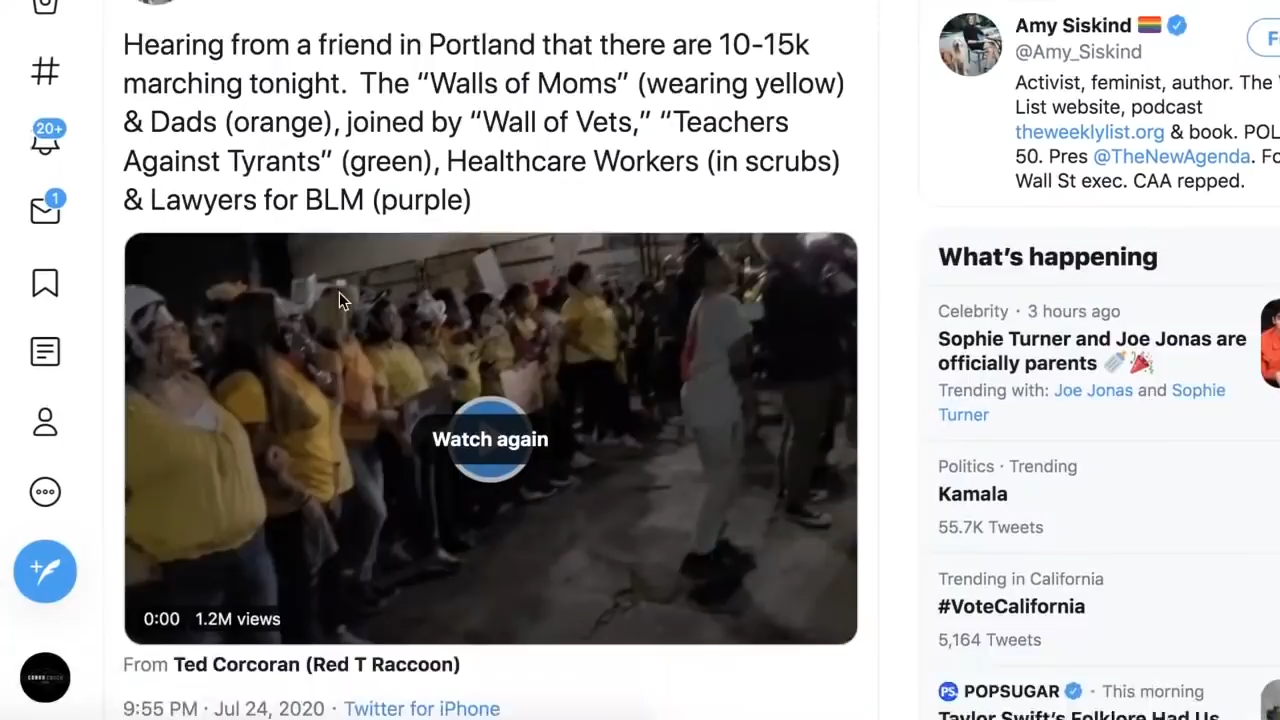 Hearing from a friend in Portland that there are 10-15k
marching tonight. The “Walls of Moms” (wearing yellow)
& Dads (orange), joined by “Wall of Vets,” “Teachers
Against Tyrants” (green), Healthcare Workers (in scrubs)
& Lawyers for BLM (purple)
Watch again
0:00 1.2M views
From Ted Corcoran (Red T Raccoon)
9:55 PM · Jul 24, 2020 · Twitter for iPhone
20+
1
Amy Siskind
@Amy_Siskind
Activist, feminist, author. The
List website, podcast
theweeklylist.org & book. POL
50. Pres @TheNewAgenda. Fo
Wall St exec. CAA repped.
What’s happening
Celebrity · 3 hours ago
Sophie Turner and Joe Jonas are
officially parents
Trending with: Joe Jonas and Sophie
Turner
Politics · Trending
Kamala
55.7K Tweets
Trending in California
#VoteCalifornia
5,164 Tweets
PS POPSUGAR · This morning
Taylor Swift’s Folklore Had Us